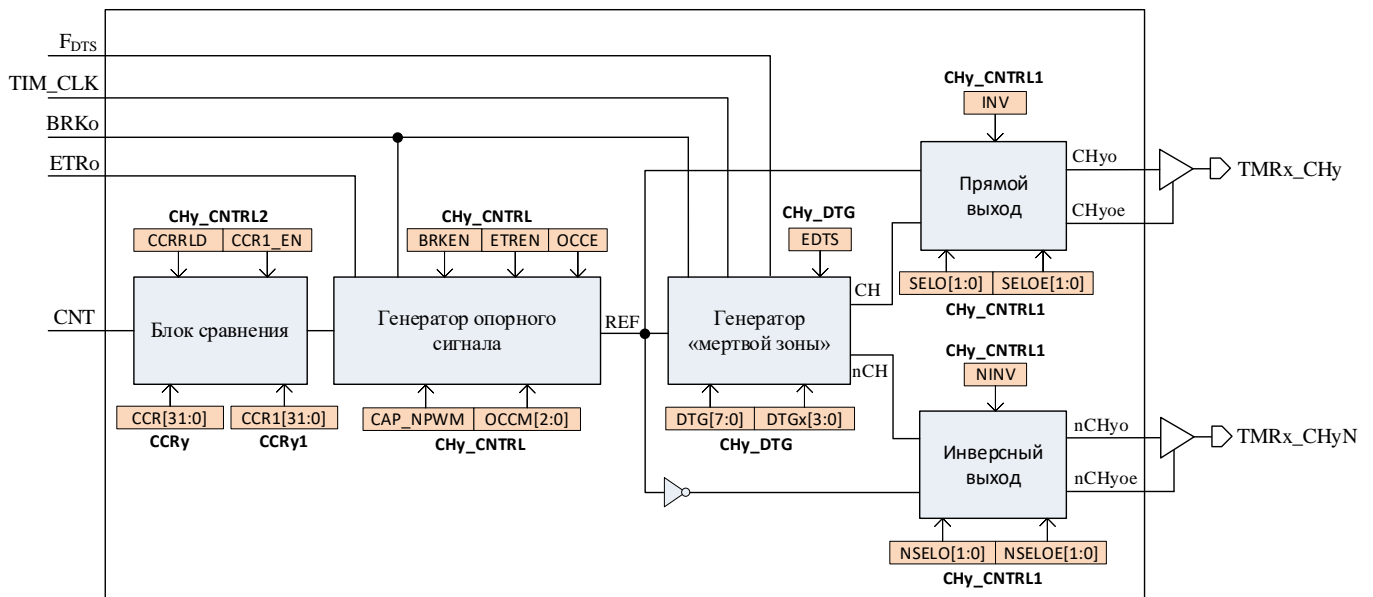 F_DTS
TIM_CLK
BRKo
ETRo
CHy_CNTRL1
INV
Прямой
выход
CHyo
CHyoe
TMRx_CHy
CHy_CNTRL2
CCRRLD CCR1_EN
CHy_CNTRL
BRKEN ETREN OCCE
CHy_DTG
EDTS
SELO[1:0] SELOE[1:0]
CHy_CNTRL1
CNT
Блок сравнения
Генератор опорного
сигнала
REF
Генератор
«мертвой зоны»
CH
nCH
CCR[31:0] CCR1[31:0]
CCRy CCRy1
CAP_NPWM OCCM[2:0]
CHy_CNTRL
DTG[7:0] DTGx[3:0]
CHy_DTG
CHy_CNTRL1
NINV
Инверсный
выход
nCHyo
nCHyoe
TMRx_CHyN
NSELO[1:0] NSELOE[1:0]
CHy_CNTRL1